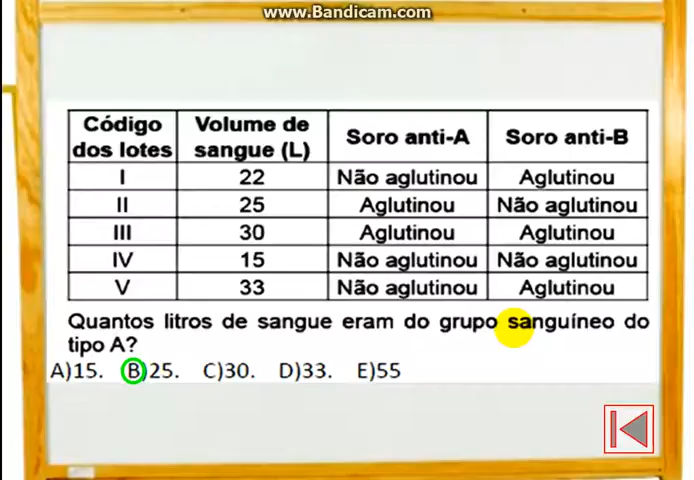 www.Bandicam.com
Código dos lotes | Volume de sangue (L) | Soro anti-A | Soro anti-B
I | 22 | Não aglutinou | Aglutinou
II | 25 | Aglutinou | Não aglutinou
III | 30 | Aglutinou | Aglutinou
IV | 15 | Não aglutinou | Não aglutinou
V | 33 | Não aglutinou | Aglutinou
Quantos litros de sangue eram do grupo sanguíneo do
tipo A?
A)15. B)25. C)30. D)33. E)55